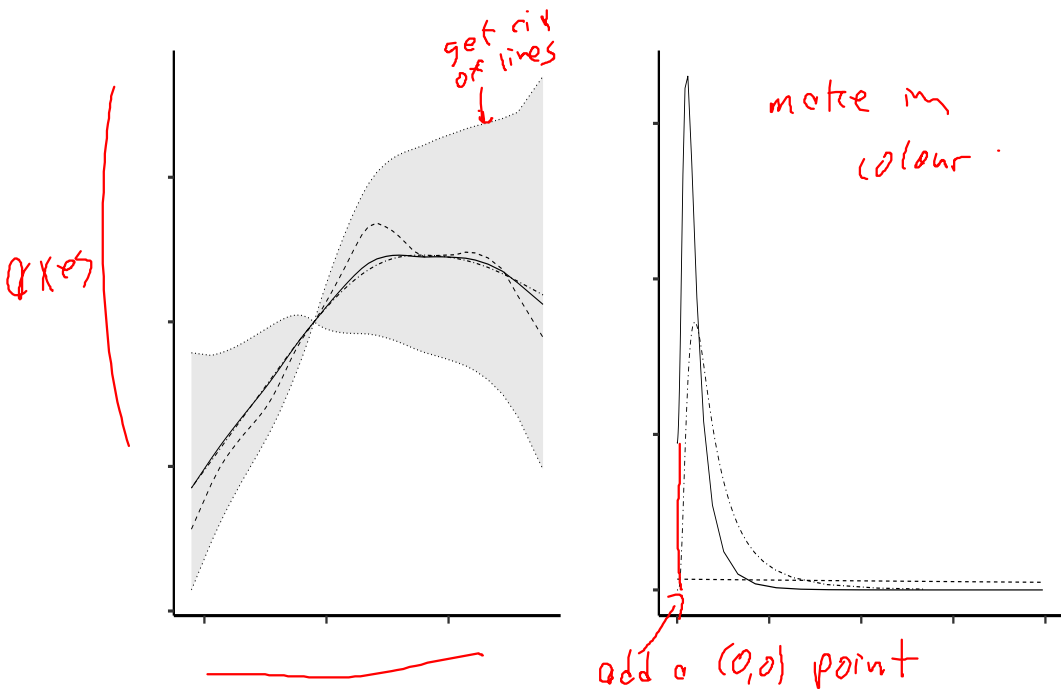 get rid
of lines
make in
colour
axes
add a (0,0) point